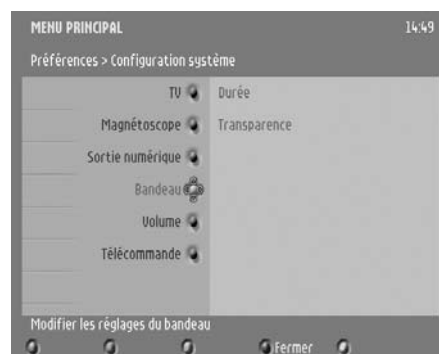 MENU PRINCIPAL 14:49
Préférences > Configuration système
TV Durée
Magnétoscope Transparence
Sortie numérique
Bandeau
Volume
Télécommande
Modifier les réglages du bandeau
Fermer